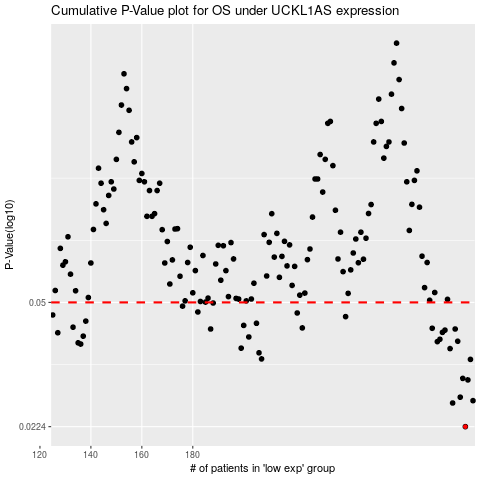 Cumulative P-Value plot for OS under UCKL1AS expression
P-Value(log10)
0.05
0.0224
120 140 160 180
# of patients in 'low exp' group